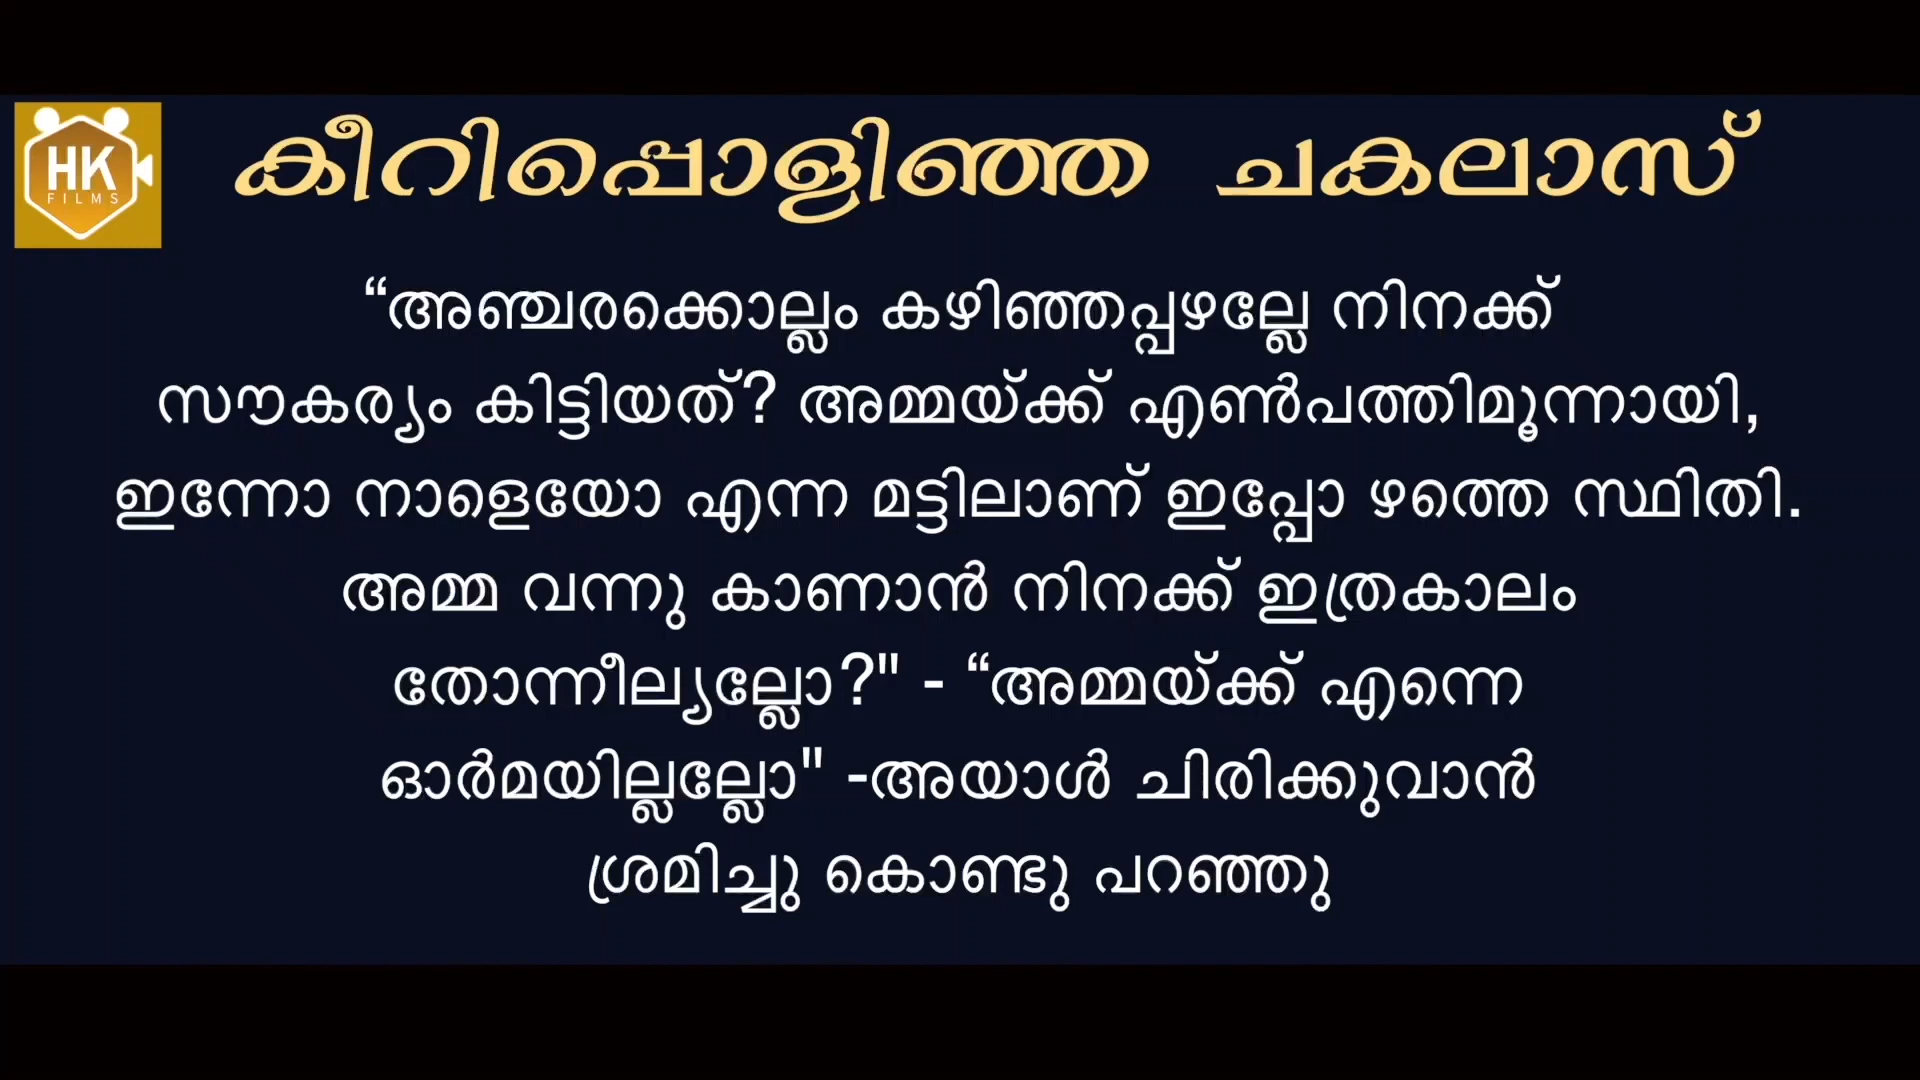 HK
FILMS
കീറിപ്പൊളിഞ്ഞ ചകലാസ്
“അഞ്ചരക്കൊല്ലം കഴിഞ്ഞപ്പഴല്ലേ നിനക്ക്
സൗകര്യം കിട്ടിയത്? അമ്മയ്ക്ക് എൺപത്തിമൂന്നായി,
ഇന്നോ നാളെയോ എന്ന മട്ടിലാണ് ഇപ്പോ ഴത്തെ സ്ഥിതി.
അമ്മ വന്നു കാണാൻ നിനക്ക് ഇത്രകാലം
തോന്നീല്യല്ലോ?" - “അമ്മയ്ക്ക് എന്നെ
ഓർമയില്ലല്ലോ" -അയാൾ ചിരിക്കുവാൻ
ശ്രമിച്ചു കൊണ്ടു പറഞ്ഞു